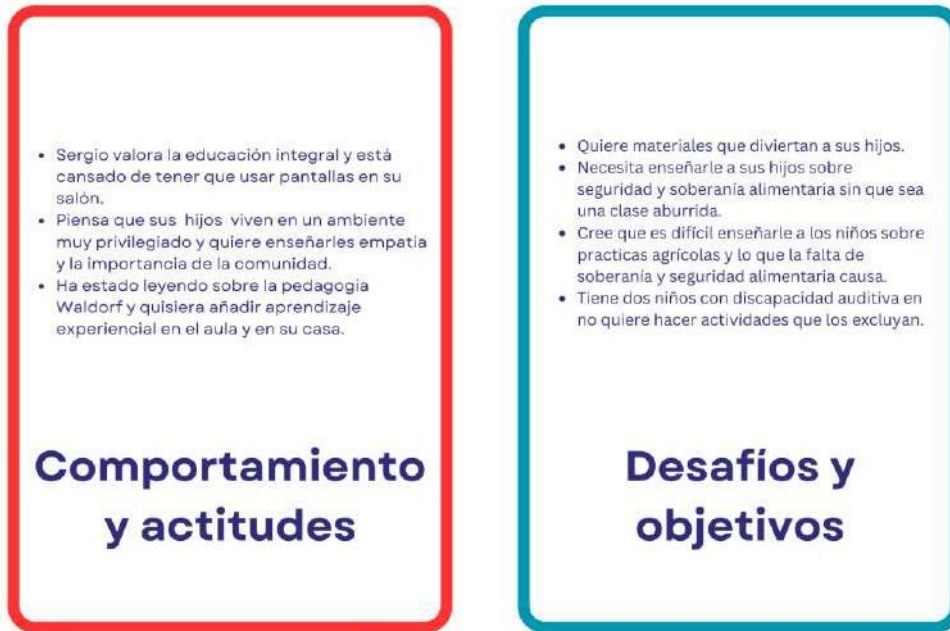 • Sergio valora la educación integral y está
cansado de tener que usar pantallas en su
salón.
• Piensa que sus hijos viven en un ambiente
muy privilegiado y quiere enseñarles empatia
y la importancia de la comunidad.
• Ha estado leyendo sobre la pedagogía
Waldorf y quisiera añadir aprendizaje
experiencial en el aula y en su casa.
Comportamiento
y actitudes
• Quiere materiales que diviertan a sus hijos.
• Necesita enseñarle a sus hijos sobre
seguridad y soberanía alimentaria sin que sea
una clase aburrida.
• Cree que es difícil enseñarle a los niños sobre
practicas agrícolas y lo que la falta de
soberanía y seguridad alimentaria causa.
• Tiene dos niños con discapacidad auditiva en
no quiere hacer actividades que los excluyan.
Desafíos y
objetivos